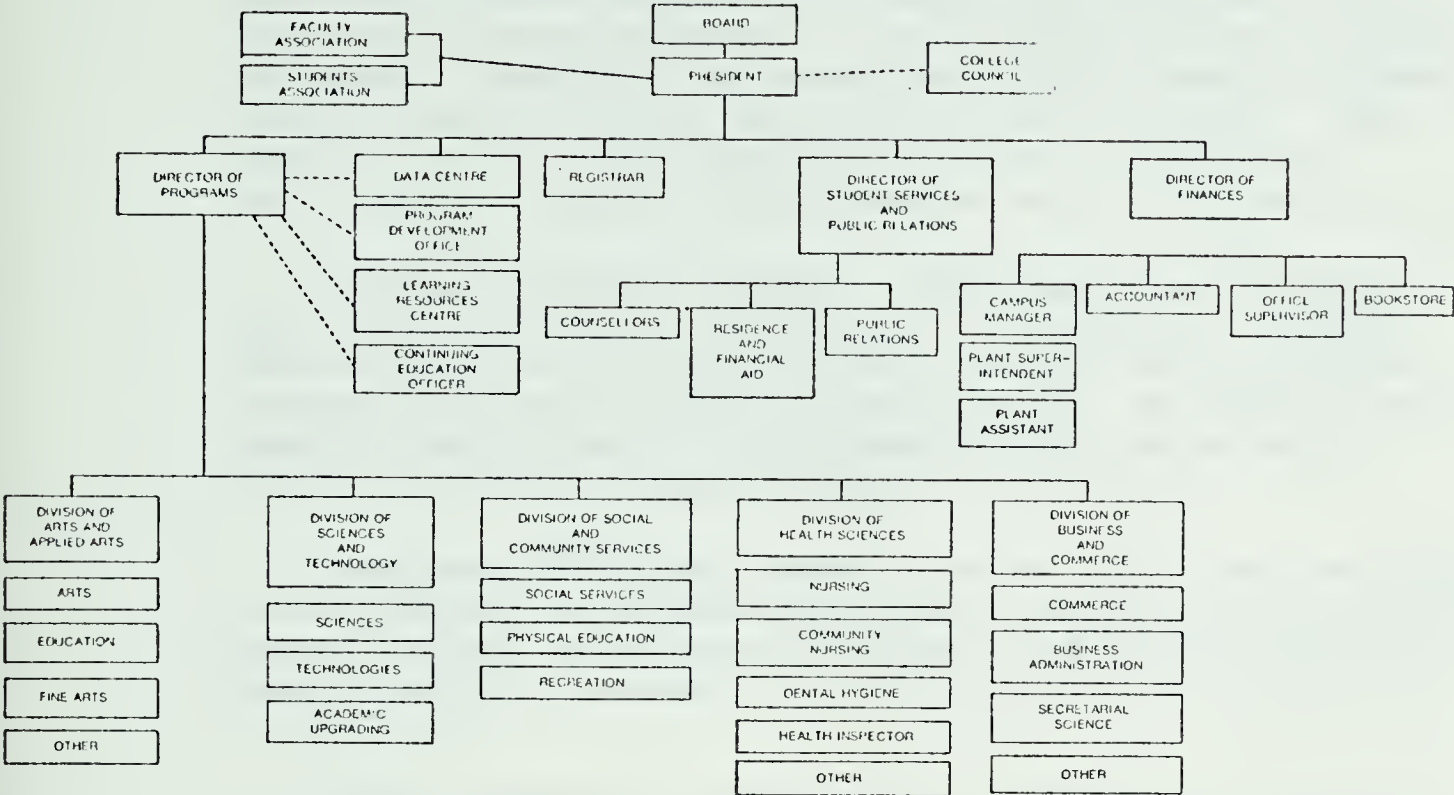 FACULTY
ASSOCIATION
STUDENTS
ASSOCIATION
BOARD
PRESIDENT
COLLEGE
COUNCIL
DIRECTOR OF
PROGRAMS
DATA CENTRE
PROGRAM
DEVELOPMENT
OFFICE
LEARNING
RESOURCES
CENTRE
CONTINUING
EDUCATION
OFFICER
REGISTRAR
DIRECTOR OF
STUDENT SERVICES
AND
PUBLIC RELATIONS
DIRECTOR OF
FINANCES
COUNSELLORS
RESIDENCE
AND
FINANCIAL
AID
PUBLIC
RELATIONS
CAMPUS
MANAGER
PLANT SUPER-
INTENDENT
PLANT
ASSISTANT
ACCOUNTANT
OFFICE
SUPERVISOR
BOOKSTORE
DIVISION OF
ARTS AND
APPLIED ARTS
ARTS
EDUCATION
FINE ARTS
OTHER
DIVISION OF
SCIENCES
AND
TECHNOLOGY
SCIENCES
TECHNOLOGIES
ACADEMIC
UPGRADING
DIVISION OF SOCIAL
AND
COMMUNITY SERVICES
SOCIAL SERVICES
PHYSICAL EDUCATION
RECREATION
DIVISION OF
HEALTH SCIENCES
NURSING
COMMUNITY
NURSING
DENTAL HYGIENE
HEALTH INSPECTOR
OTHER
DIVISION OF
BUSINESS
AND
COMMERCE
COMMERCE
BUSINESS
ADMINISTRATION
SECRETARIAL
SCIENCE
OTHER